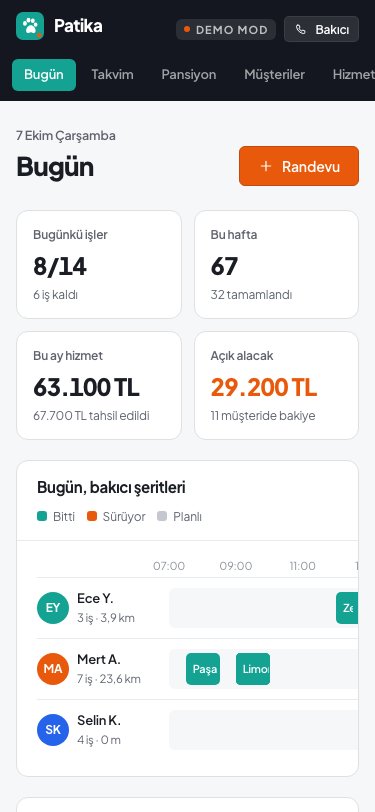 Patika
DEMO MOD
Bakıcı
Bugün Takvim Pansiyon Müşteriler Hizmet
7 Ekim Çarşamba
Bugün
+ Randevu
Bugünkü işler
8/14
6 iş kaldı
Bu hafta
67
32 tamamlandı
Bu ay hizmet
63.100 TL
67.700 TL tahsil edildi
Açık alacak
29.200 TL
11 müşteride bakiye
Bugün, bakıcı şeritleri
Bitti Sürüyor Planlı
07:00 09:00 11:00 1
EY
Ece Y.
3 iş · 3,9 km
Ze
MA
Mert A.
7 iş · 23,6 km
Paşa
Limo
SK
Selin K.
4 iş · 0 m